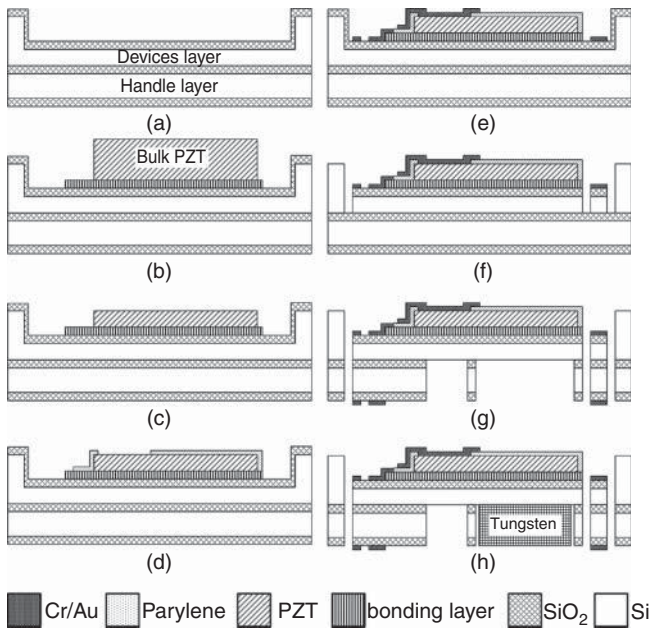 Devices layer
Handle layer
(a)
(e)
Bulk PZT
(b)
(f)
(c)
(g)
(d)
Tungsten
(h)
Cr/Au Parylene PZT bonding layer SiO₂ Si